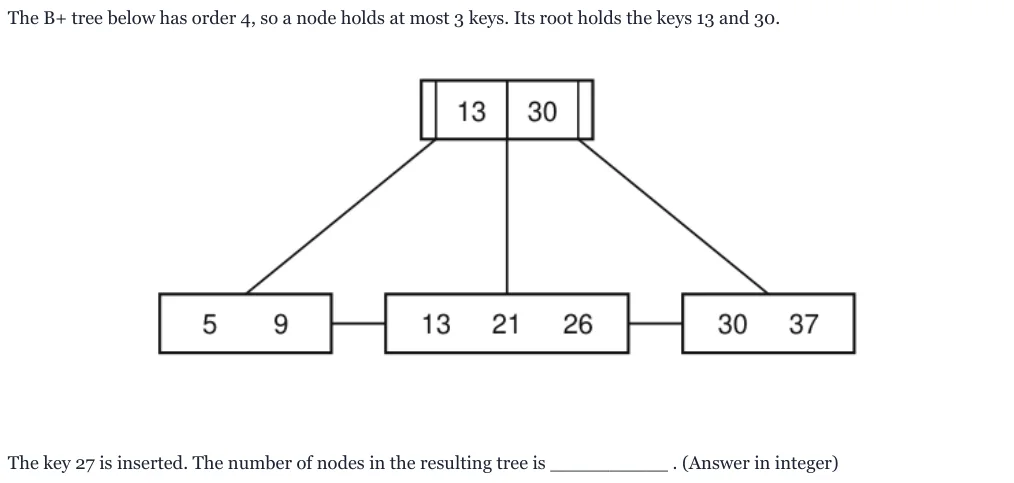 The B+ tree below has order 4, so a node holds at most 3 keys. Its root holds the keys 13 and 30.
13 30
5 9 13 21 26 30 37
The key 27 is inserted. The number of nodes in the resulting tree is ____________ . (Answer in integer)